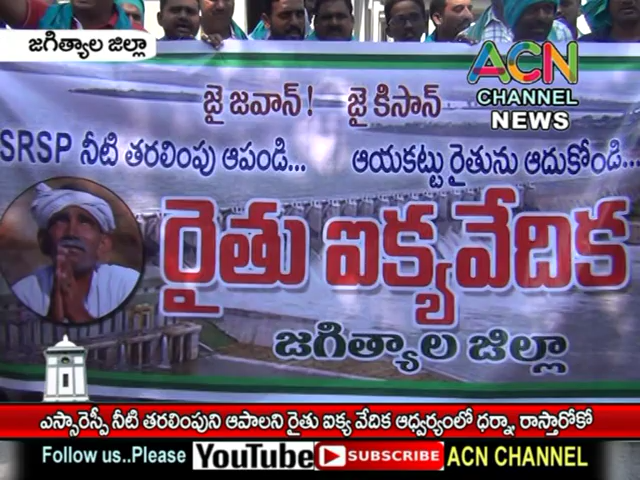 జగిత్యాల జిల్లా
ACN
CHANNEL
NEWS
జై జవాన్! జై కిసాన్
SRSP నీటి తరలింపు ఆపండి... ఆయకట్టు రైతును ఆదుకోండి...
రైతు ఐక్యవేదిక
జగిత్యాల జిల్లా
ఎస్సారెస్పీ నీటి తరలింపుని ఆపాలని రైతు ఐక్య వేదిక ఆధ్వర్యంలో ధర్నా, రాస్తారోకో
Follow us..Please YouTube SUBSCRIBE ACN CHANNEL